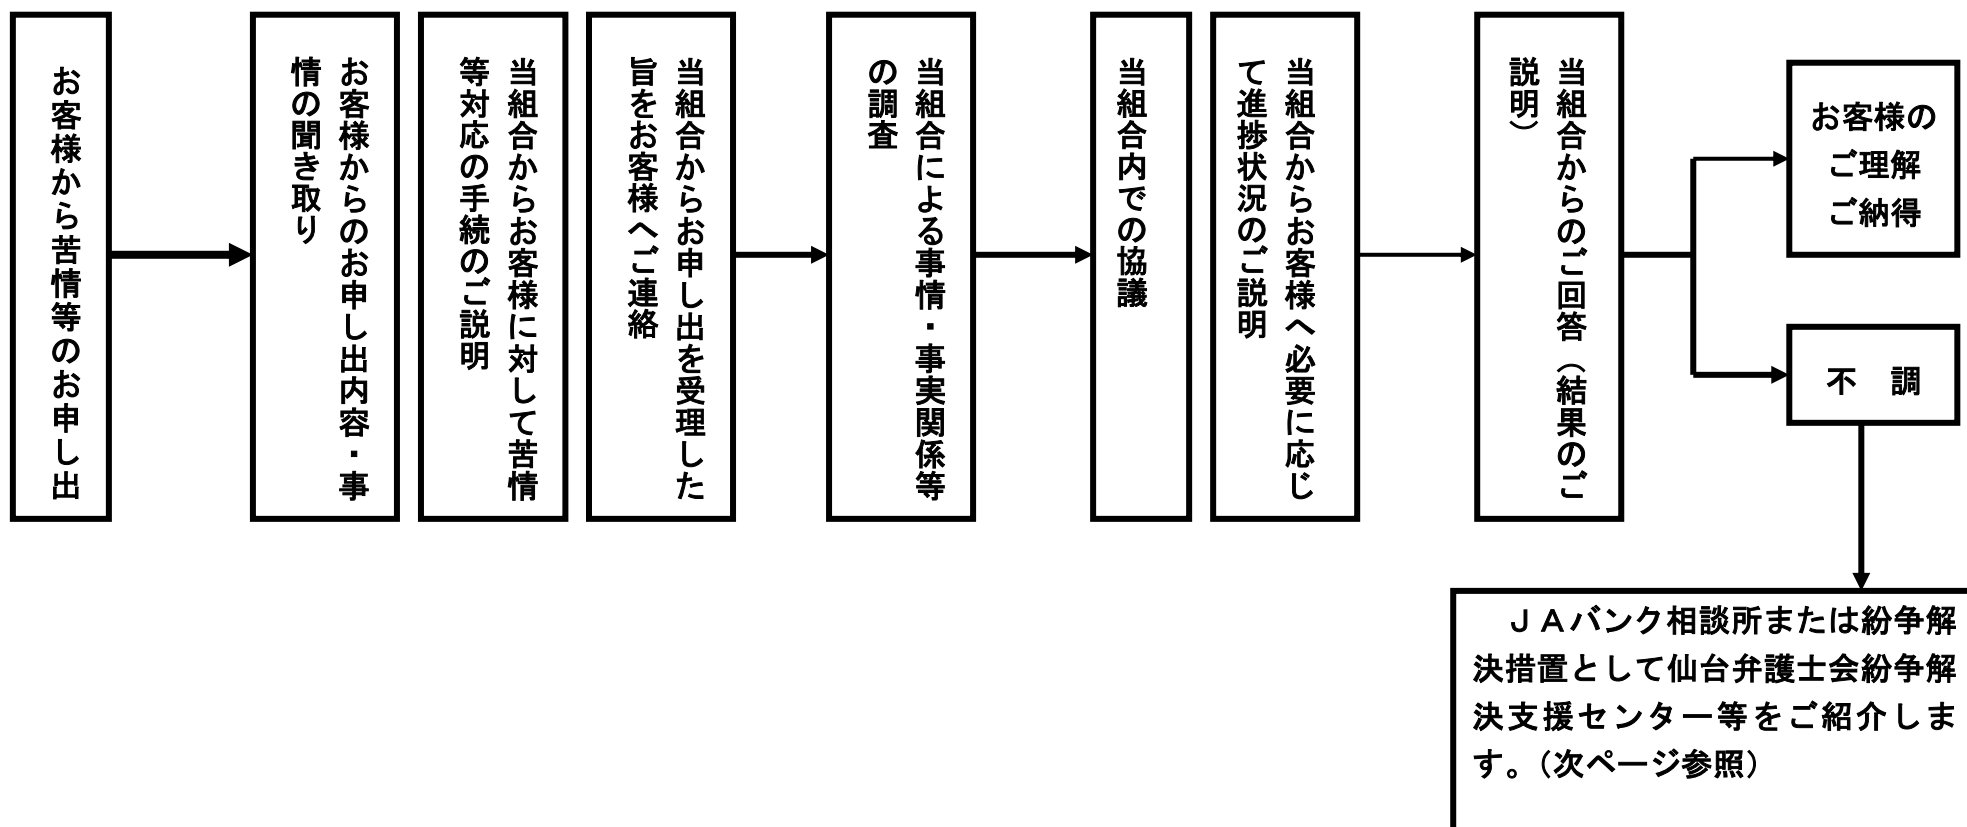 お客様から苦情等のお申し出
お客様からのお申し出内容・事
情の聞き取り
当組合からお客様に対して苦情
等対応の手続のご説明
当組合からお申し出を受理した
旨をお客様へご連絡
当組合による事情・事実関係等
の調査
当組合内での協議
当組合からお客様へ必要に応じ
て進捗状況のご説明
当組合からのご回答（結果のご
説明）
お客様の
ご理解
ご納得
不　調
ＪＡバンク相談所または紛争解
決措置として仙台弁護士会紛争解
決支援センター等をご紹介しま
す。（次ページ参照）